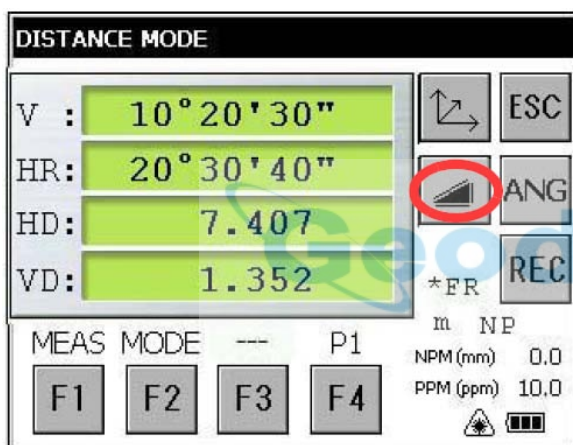 DISTANCE MODE
V : 10°20'30"
HR: 20°30'40"
HD: 7.407
VD: 1.352
ESC
ANG
REC
*FR
m NP
NPM (mm) 0.0
PPM (ppm) 10.0
MEAS MODE --- P1
F1 F2 F3 F4
Geod